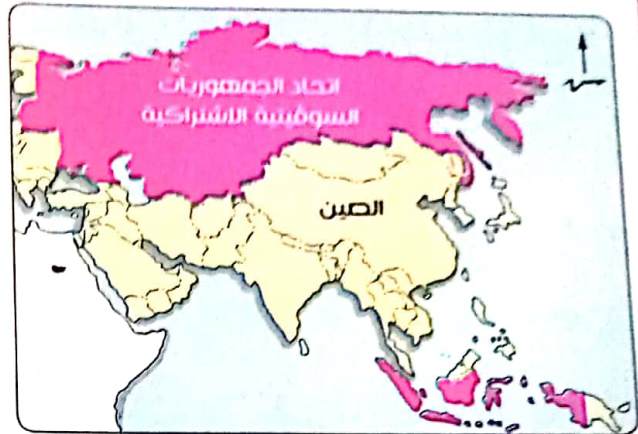 اتحاد الجمهوريات
السوفيتية الاشتراكية
الصين